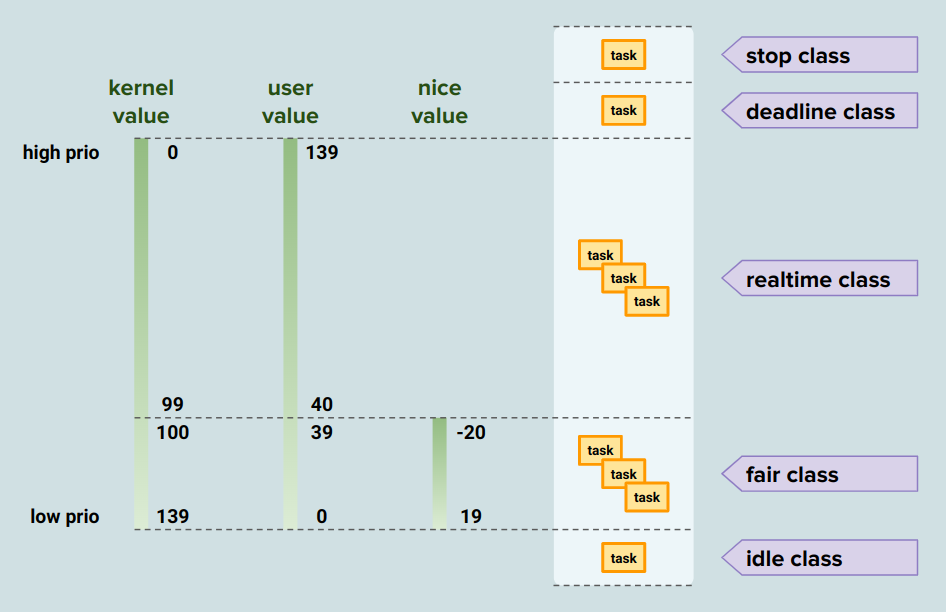 task
stop class
kernel
value
user
value
nice
value
task
deadline class
high prio
0
139
task
task
task
realtime class
99
40
100
39
-20
task
task
task
fair class
low prio
139
0
19
task
idle class